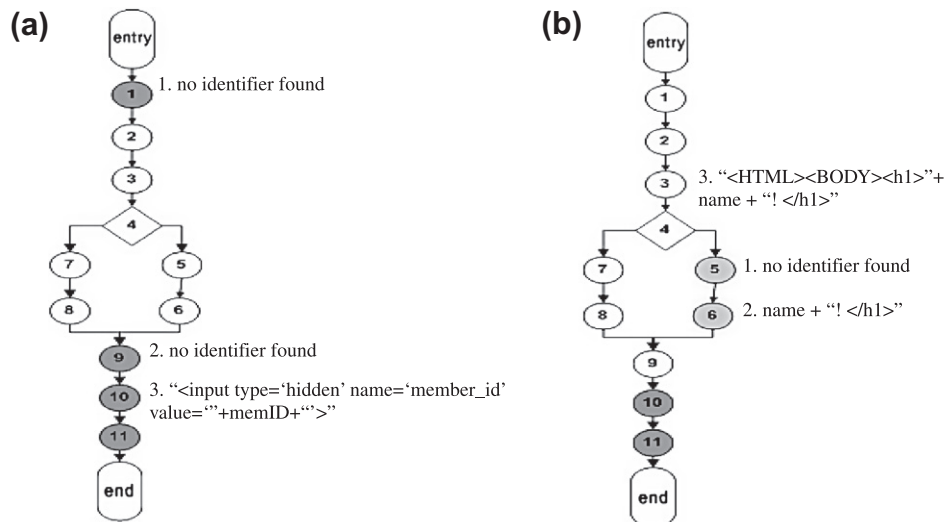 (a)
entry
1
1. no identifier found
2
3
4
7
5
8
6
9
2. no identifier found
10
3. “<input type=‘hidden’ name=‘member_id’
value=‘”+memID+“’>”
11
end
(b)
entry
1
2
3
3. “<HTML><BODY><h1>”+
name + “! </h1>”
4
7
5
1. no identifier found
8
6
2. name + “! </h1>”
9
10
11
end